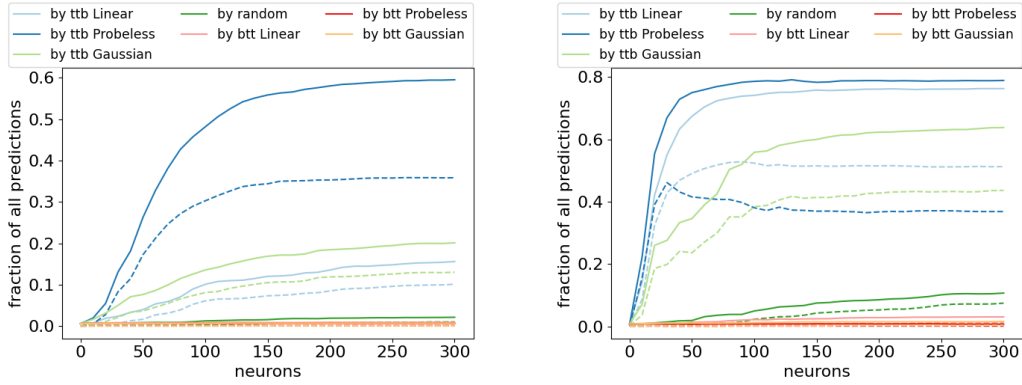 by ttb Linear
by ttb Probeless
by ttb Gaussian
by random
by btt Linear
by btt Probeless
by btt Gaussian
fraction of all predictions
0.6
0.5
0.4
0.3
0.2
0.1
0.0
0 50 100 150 200 250 300
neurons
by ttb Linear
by ttb Probeless
by ttb Gaussian
by random
by btt Linear
by btt Probeless
by btt Gaussian
fraction of all predictions
0.8
0.6
0.4
0.2
0.0
0 50 100 150 200 250 300
neurons